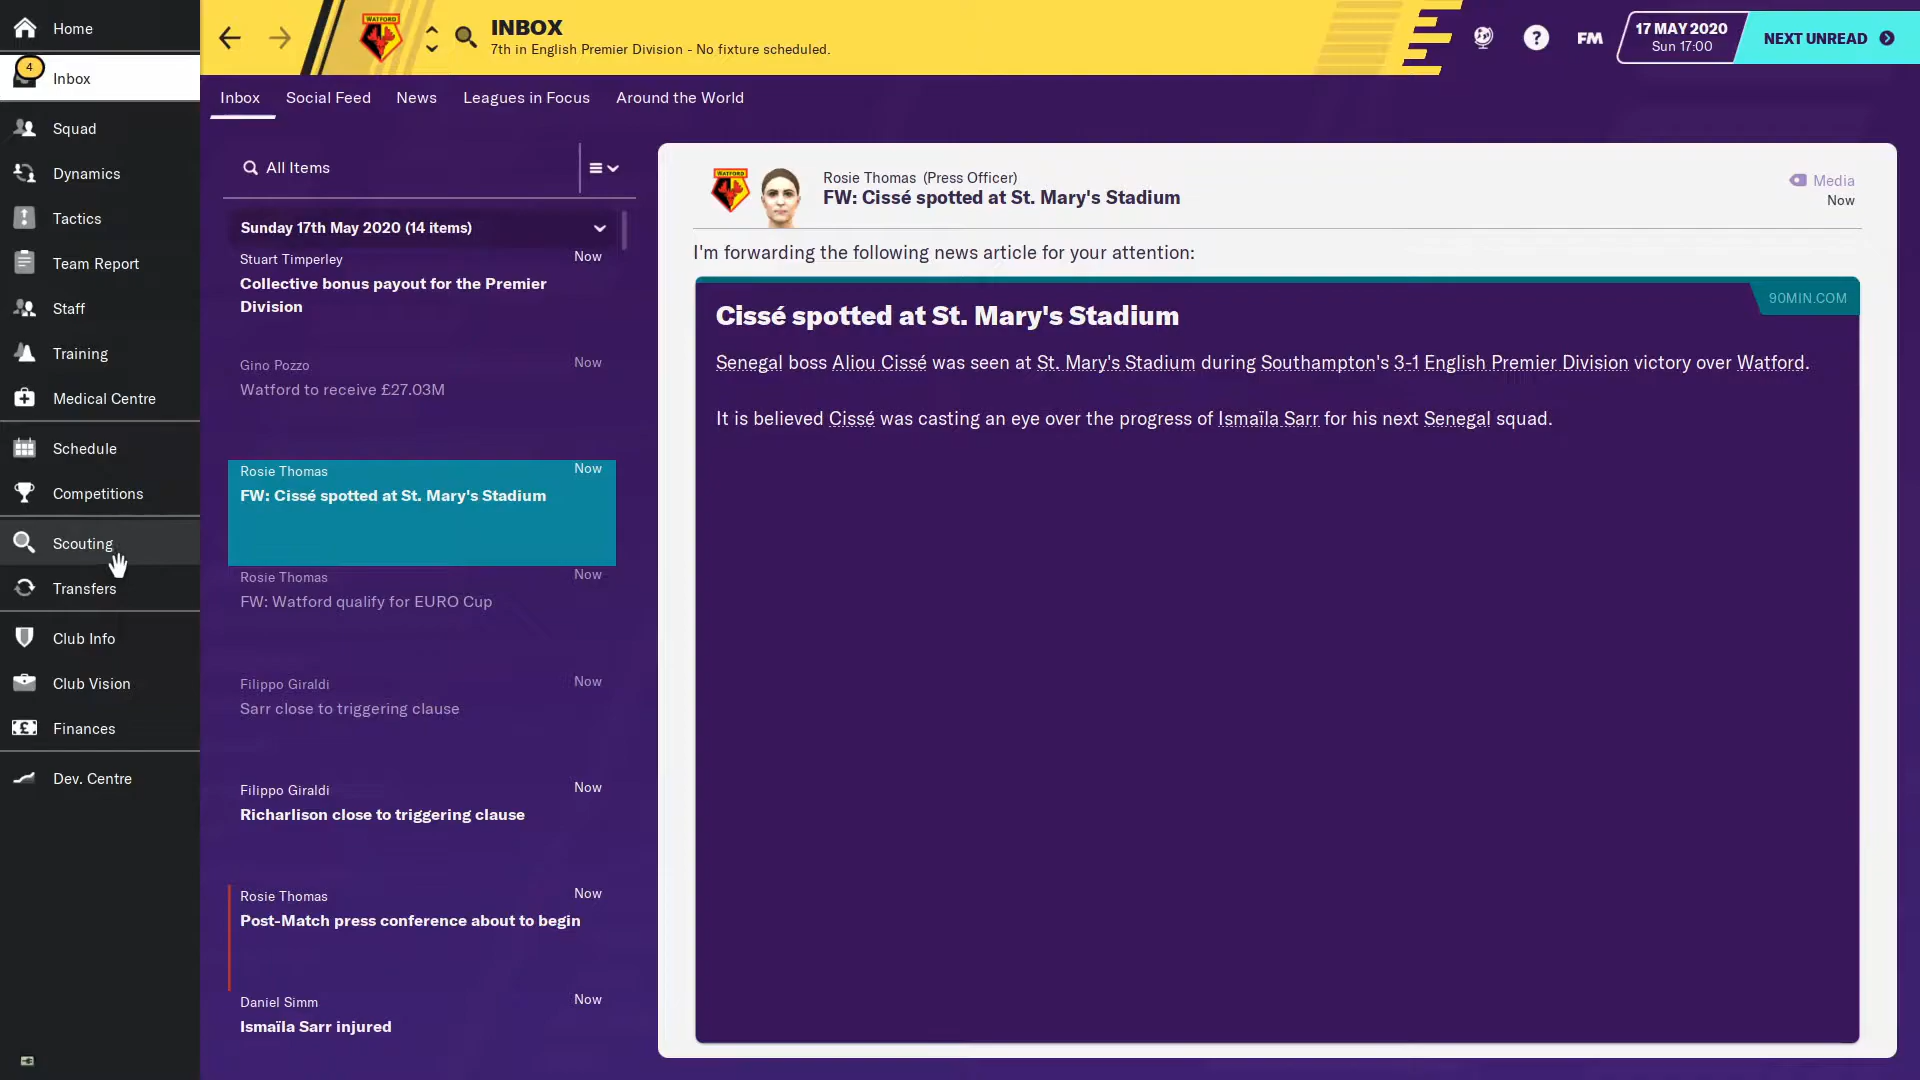 Home
4
Inbox
Squad
Dynamics
Tactics
Team Report
Staff
Training
Medical Centre
Schedule
Competitions
Scouting
Transfers
Club Info
Club Vision
Finances
Dev. Centre
WATFORD
INBOX
7th in English Premier Division - No fixture scheduled.
?
FM
17 MAY 2020
Sun 17:00
NEXT UNREAD
Inbox
Social Feed
News
Leagues in Focus
Around the World
All Items
Sunday 17th May 2020 (14 items)
Stuart Timperley
Now
Collective bonus payout for the Premier
Division
Gino Pozzo
Now
Watford to receive £27.03M
Rosie Thomas
Now
FW: Cissé spotted at St. Mary's Stadium
Rosie Thomas
Now
FW: Watford qualify for EURO Cup
Filippo Giraldi
Now
Sarr close to triggering clause
Filippo Giraldi
Now
Richarlison close to triggering clause
Rosie Thomas
Now
Post-Match press conference about to begin
Daniel Simm
Now
Ismaïla Sarr injured
WATFORD
Rosie Thomas (Press Officer)
FW: Cissé spotted at St. Mary's Stadium
Media
Now
I'm forwarding the following news article for your attention:
90MIN.COM
Cissé spotted at St. Mary's Stadium
Senegal boss Aliou Cissé was seen at St. Mary's Stadium during Southampton's 3-1 English Premier Division victory over Watford.
It is believed Cissé was casting an eye over the progress of Ismaïla Sarr for his next Senegal squad.